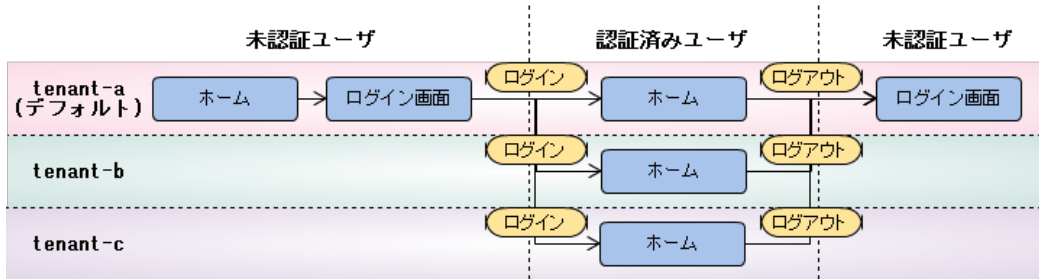 未認証ユーザ
認証済みユーザ
未認証ユーザ
tenant-a
(デフォルト)
ホーム
ログイン画面
ログイン
ホーム
ログアウト
ログイン画面
tenant-b
ログイン
ホーム
ログアウト
tenant-c
ログイン
ホーム
ログアウト